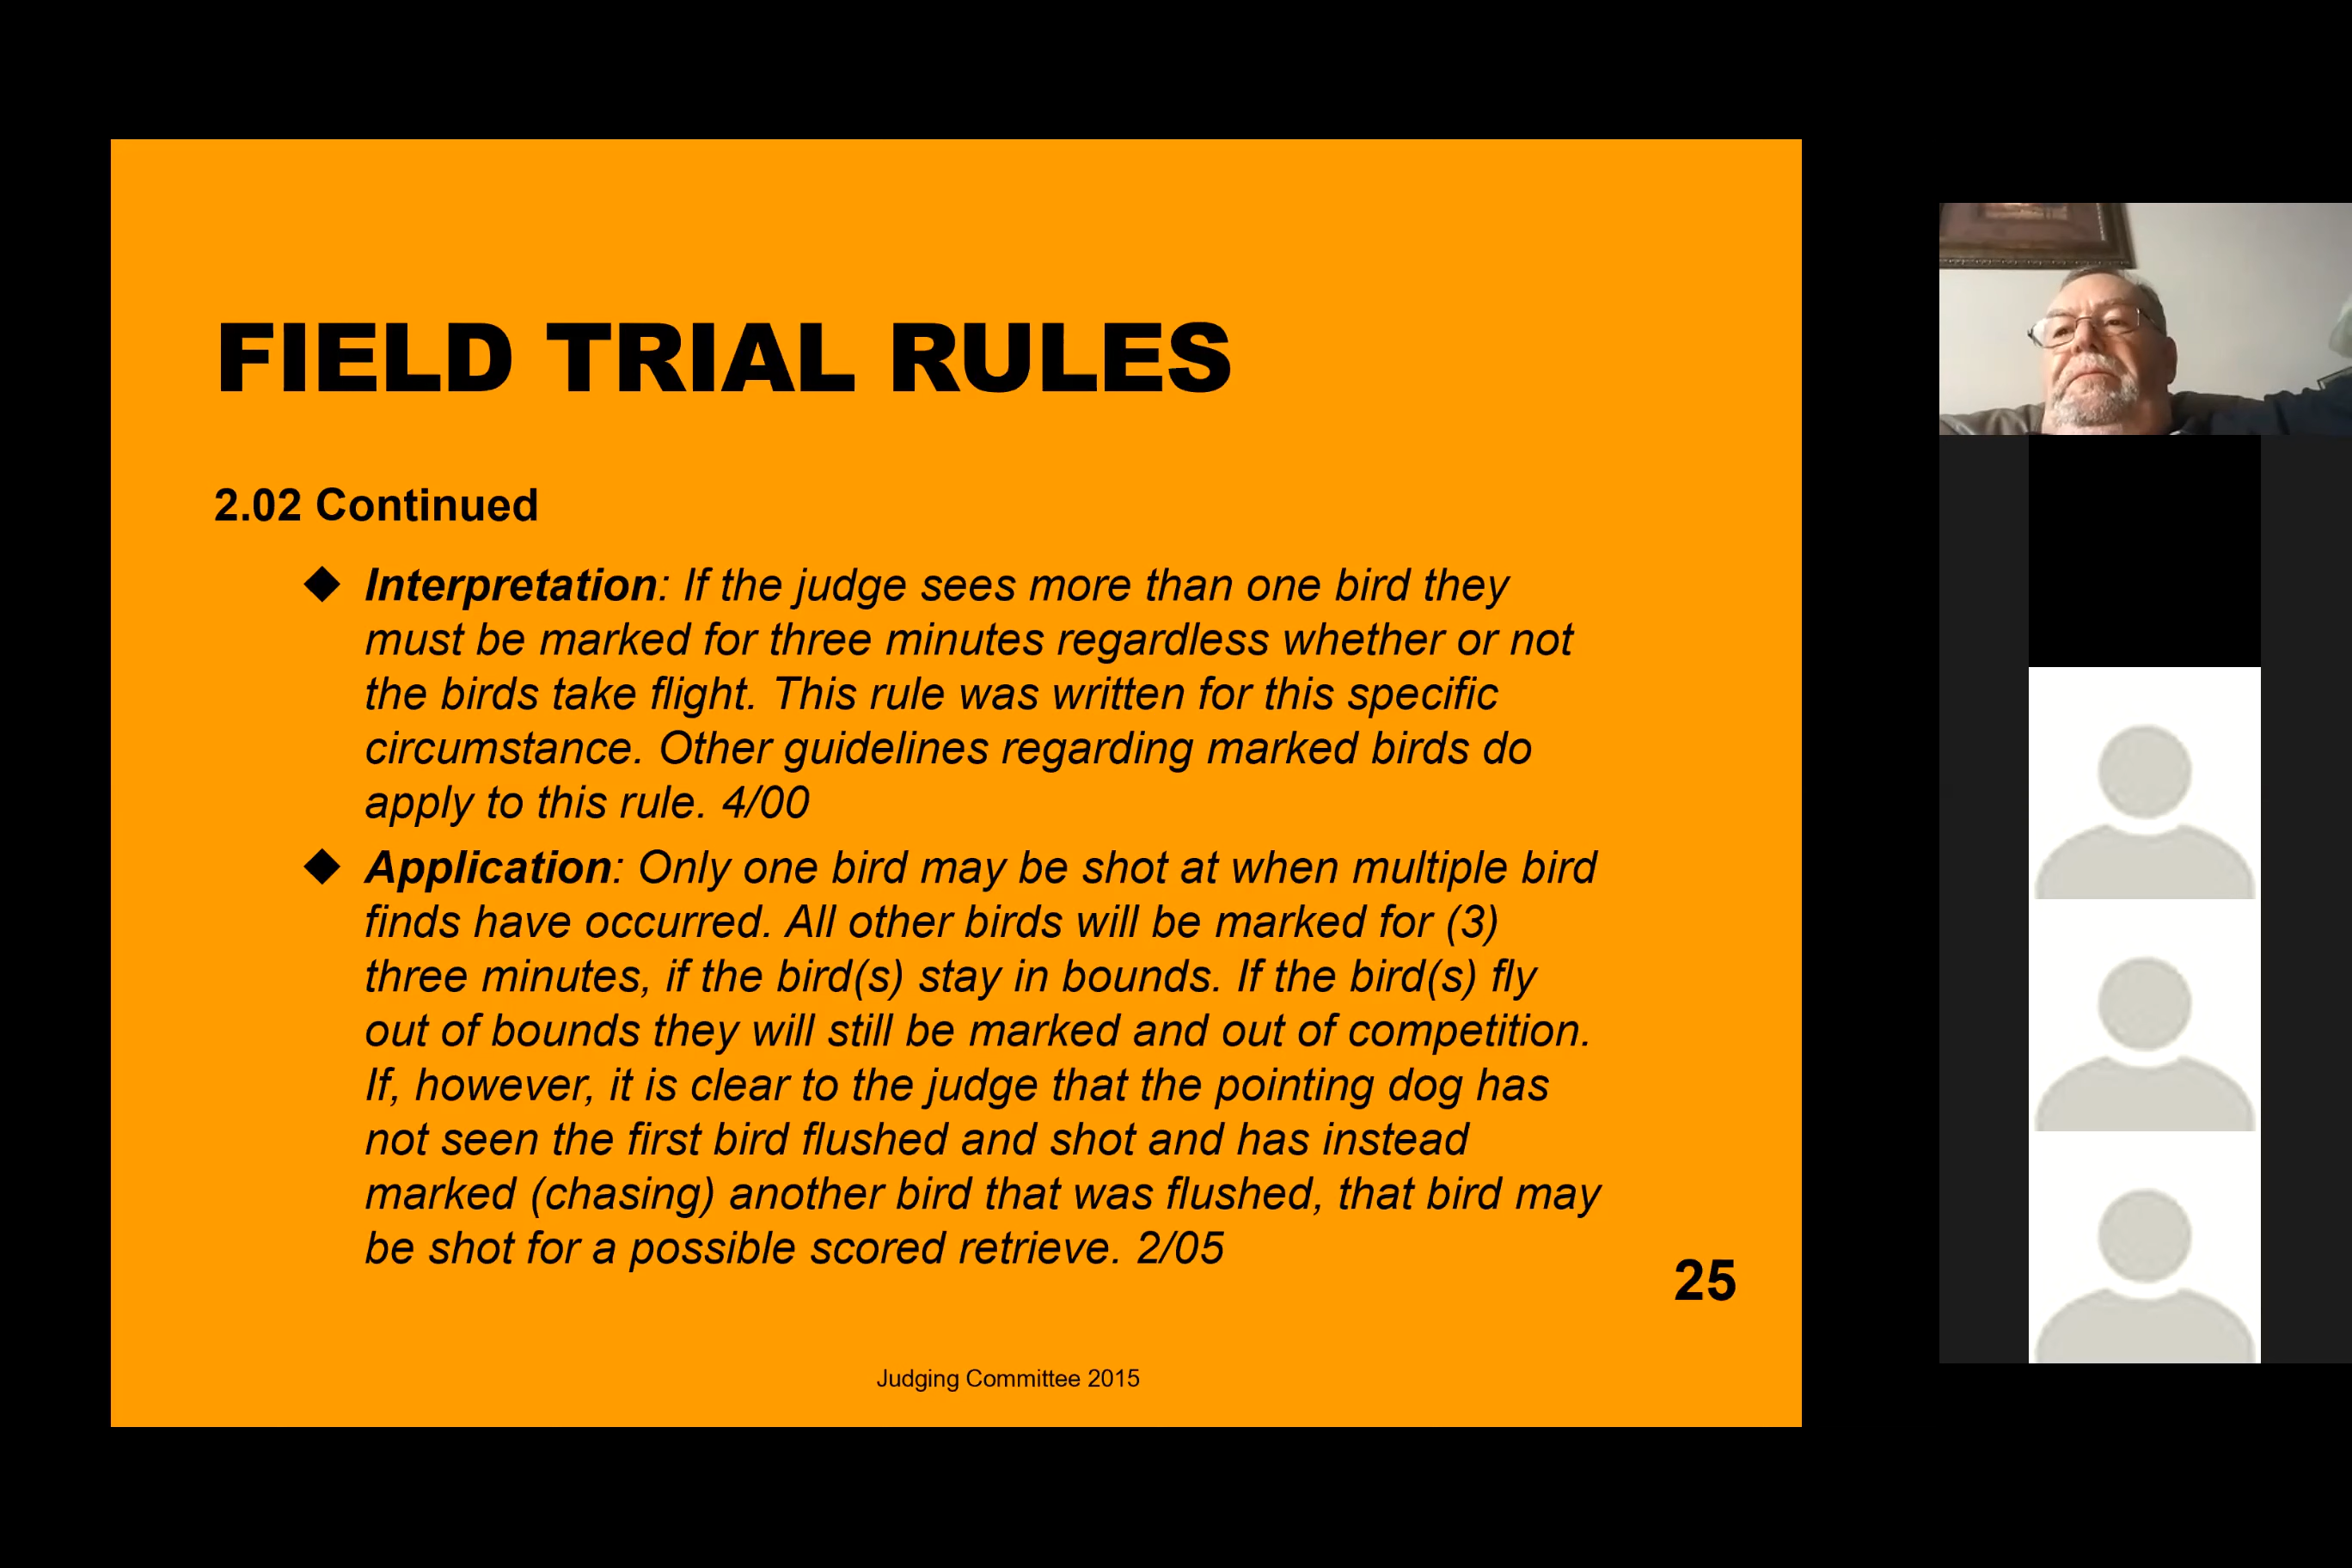 FIELD TRIAL RULES
2.02 Continued
◆ Interpretation: If the judge sees more than one bird they
must be marked for three minutes regardless whether or not
the birds take flight. This rule was written for this specific
circumstance. Other guidelines regarding marked birds do
apply to this rule. 4/00
◆ Application: Only one bird may be shot at when multiple bird
finds have occurred. All other birds will be marked for (3)
three minutes, if the bird(s) stay in bounds. If the bird(s) fly
out of bounds they will still be marked and out of competition.
If, however, it is clear to the judge that the pointing dog has
not seen the first bird flushed and shot and has instead
marked (chasing) another bird that was flushed, that bird may
be shot for a possible scored retrieve. 2/05
25
Judging Committee 2015